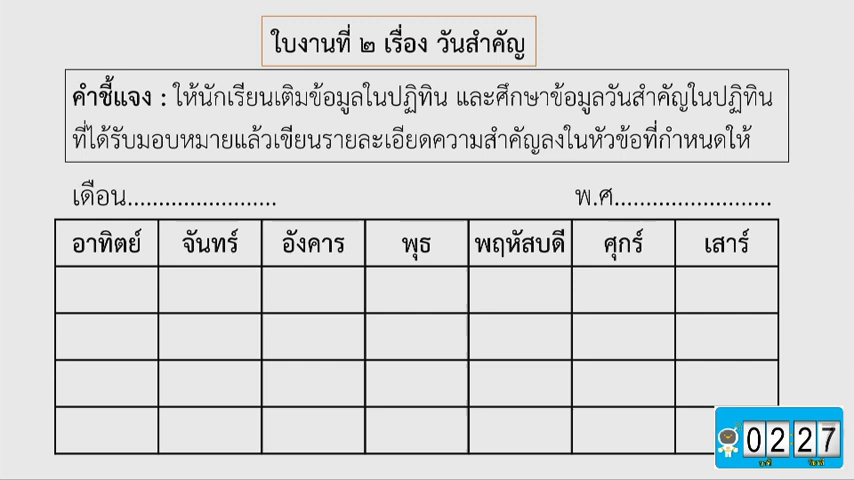 ใบงานที่ ๒ เรื่อง วันสำคัญ
คำชี้แจง : ให้นักเรียนเติมข้อมูลในปฏิทิน และศึกษาข้อมูลวันสำคัญในปฏิทิน
ที่ได้รับมอบหมายแล้วเขียนรายละเอียดความสำคัญลงในหัวข้อที่กำหนดให้
เดือน........................ พ.ศ.........................
อาทิตย์ จันทร์ อังคาร พุธ พฤหัสบดี ศุกร์ เสาร์
02 27